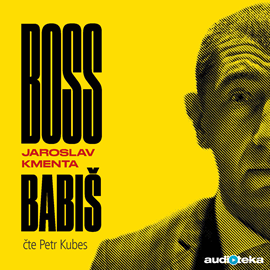 BOSS
JAROSLAV
KMENTA
BABIŠ
čte Petr Kubes
audioteka